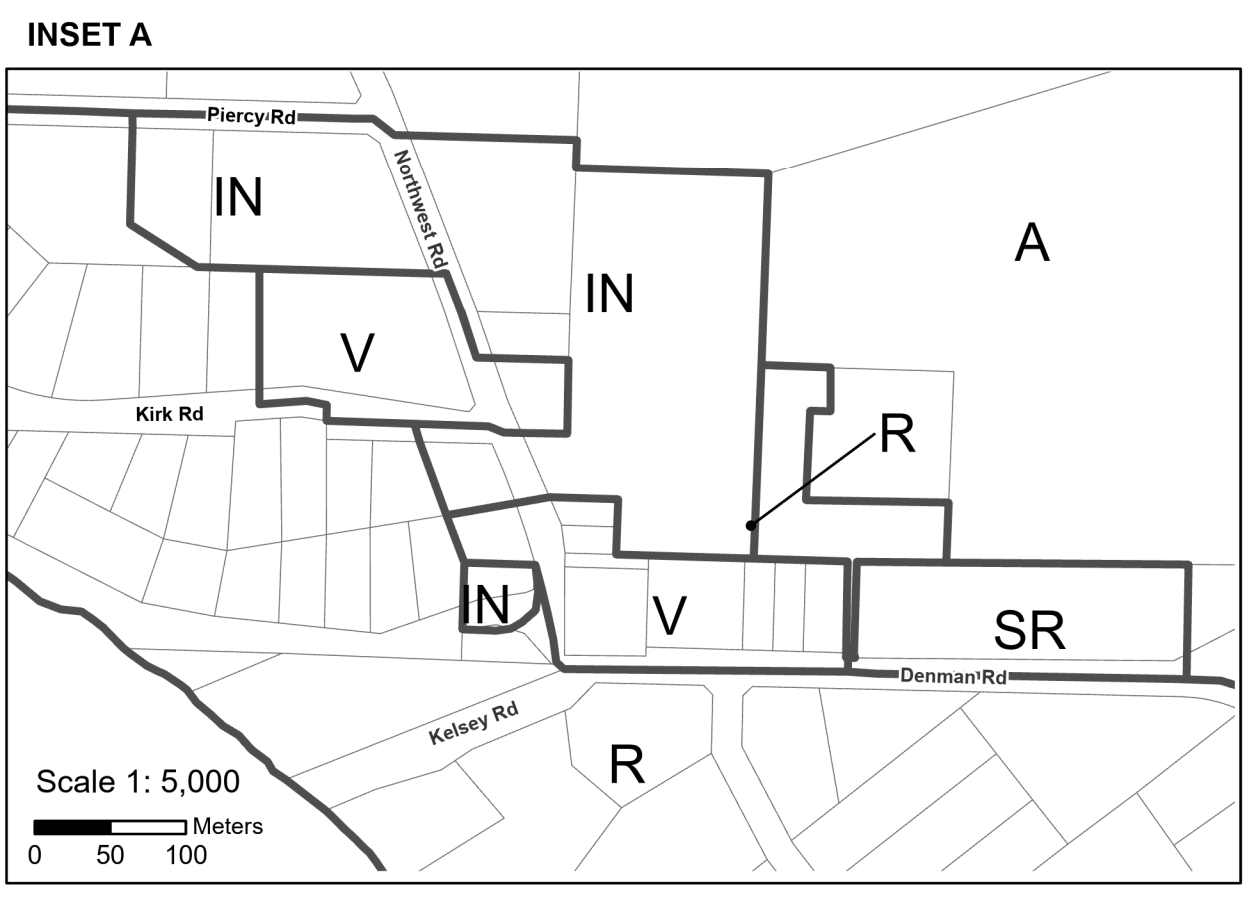 INSET A
Piercy Rd
Northwest Rd
IN
A
IN
V
Kirk Rd
R
IN
V
SR
Denman Rd
Kelsey Rd
R
Scale 1: 5,000
Meters
0 50 100